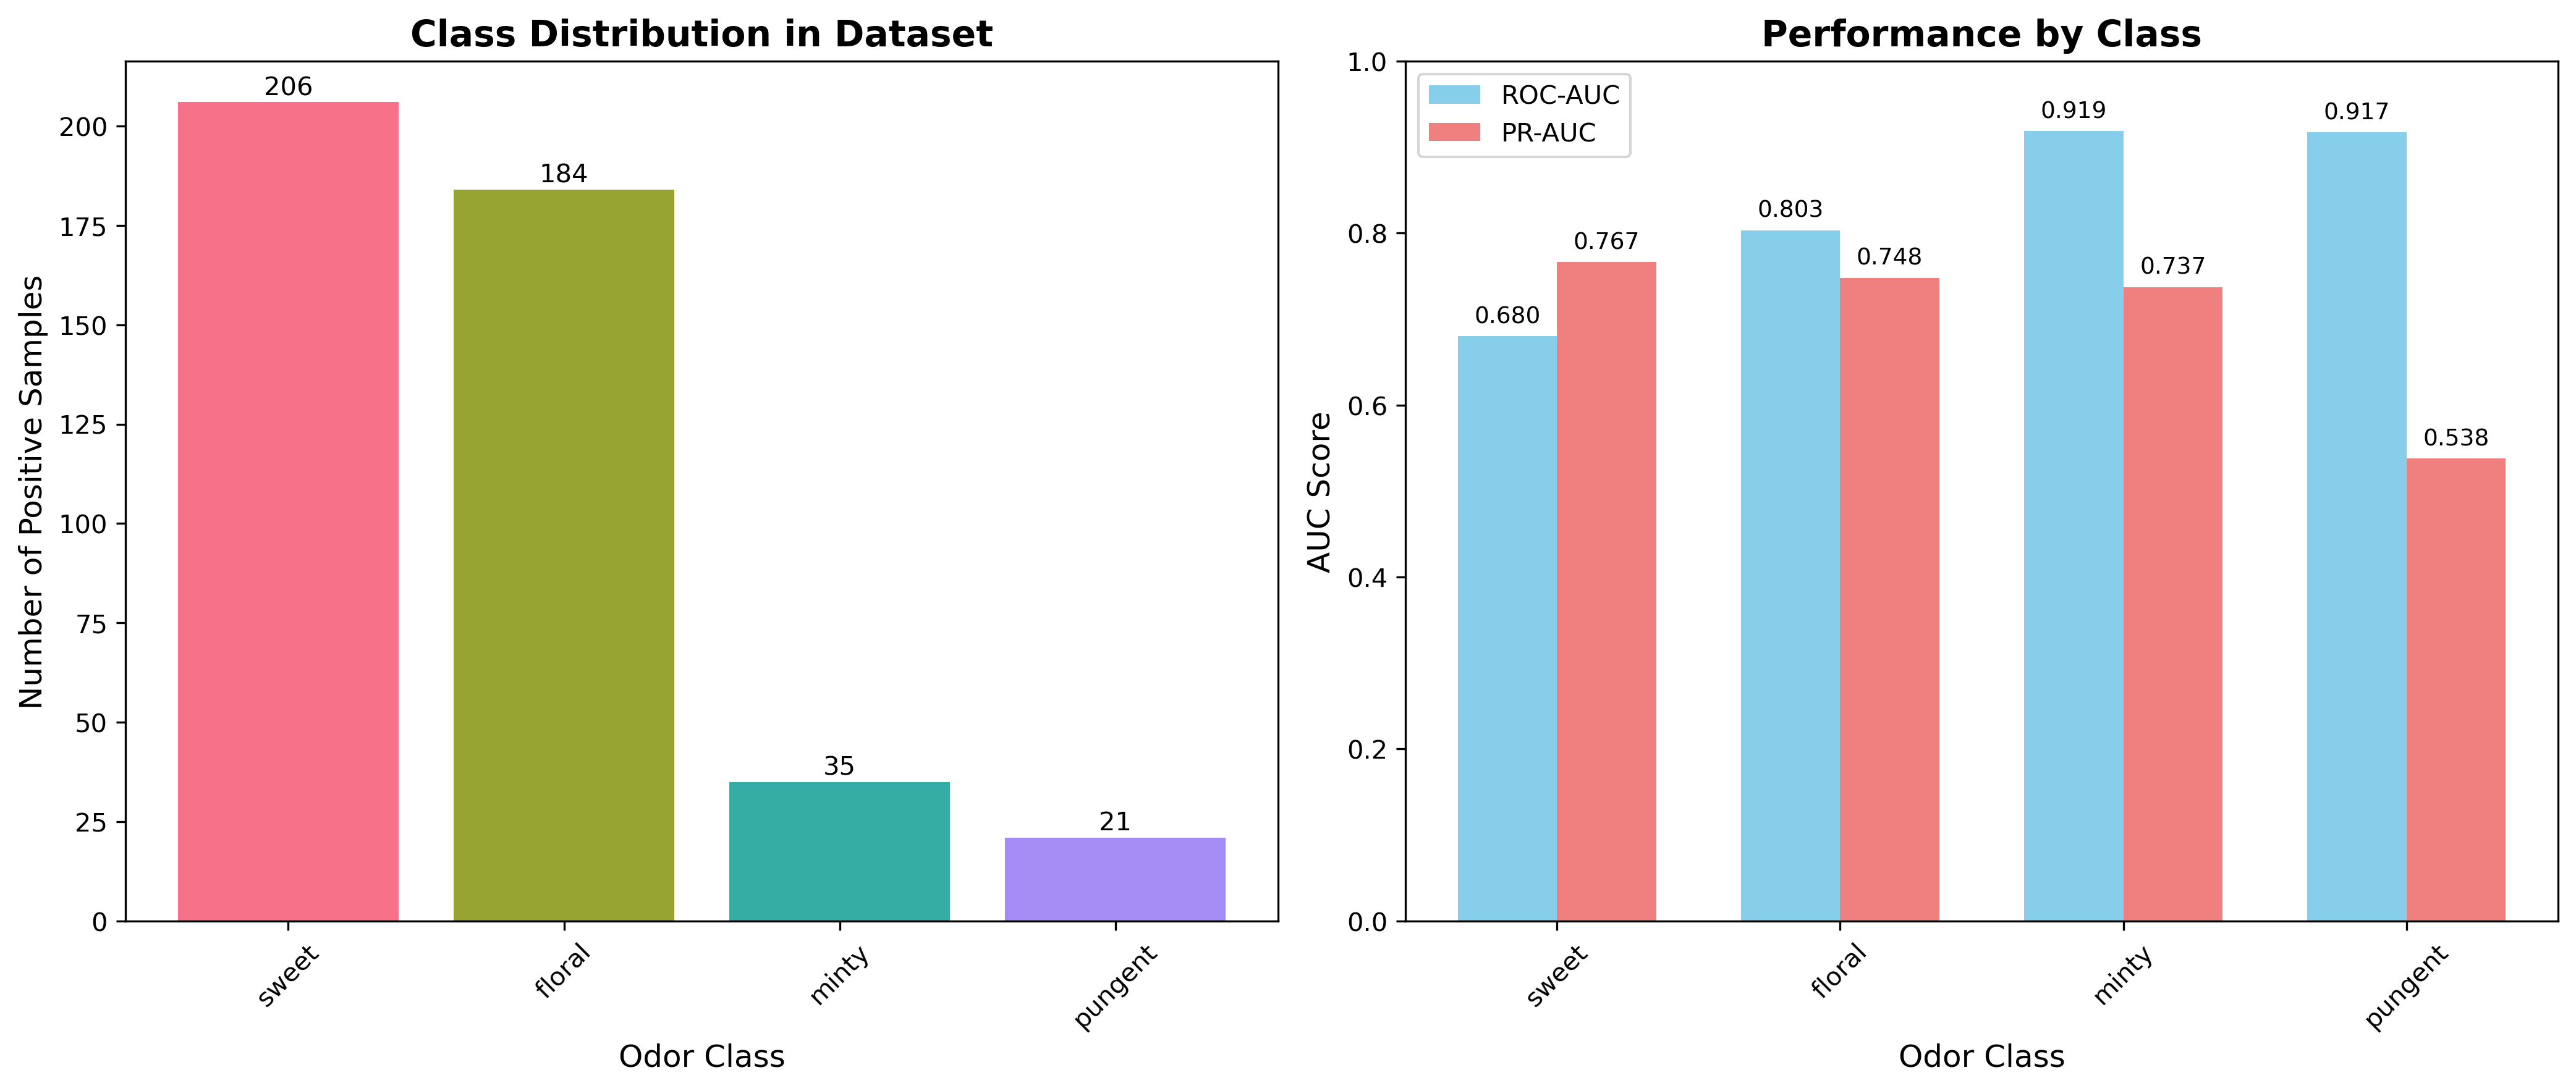 Class Distribution in Dataset
Number of Positive Samples
200
175
150
125
100
75
50
25
0
206
184
35
21
sweet
floral
minty
pungent
Odor Class
Performance by Class
AUC Score
1.0
0.8
0.6
0.4
0.2
0.0
ROC-AUC
PR-AUC
0.680
0.767
0.803
0.748
0.919
0.737
0.917
0.538
sweet
floral
minty
pungent
Odor Class